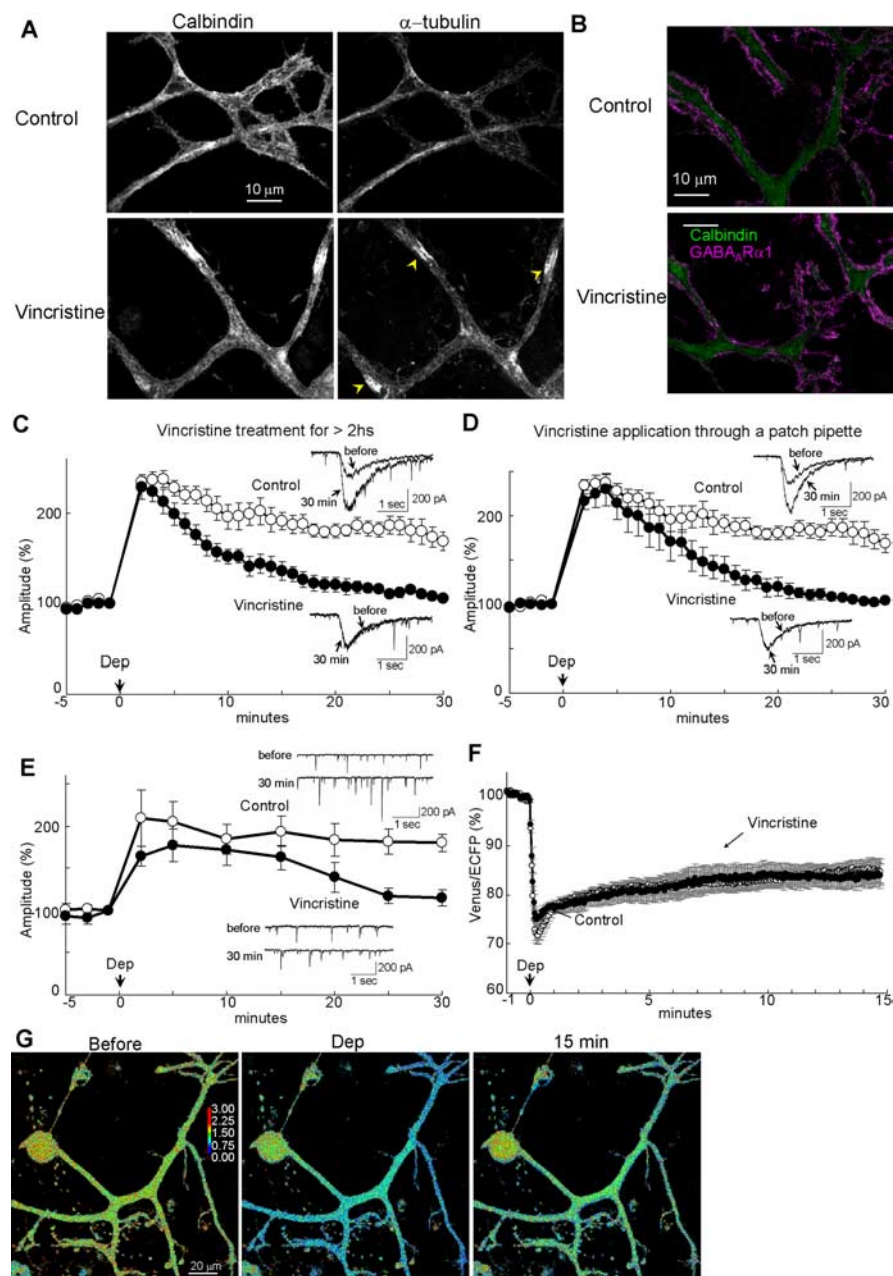 A
Calbindin
α–tubulin
Control
10 μm
Vincristine
B
Control
10 μm
Calbindin
GABAARα1
Vincristine
C
Vincristine treatment for > 2hs
before
30 min
1 sec
200 pA
Control
200
100
0
Amplitude (%)
Vincristine
before
30 min
1 sec
200 pA
Dep
-5 0 10 20 30
minutes
D
Vincristine application through a patch pipette
before
30 min
1 sec
200 pA
Control
200
100
0
Amplitude (%)
Vincristine
before
30 min
1 sec
200 pA
Dep
-5 0 10 20 30
minutes
E
before
30 min
200 pA
1 sec
Control
200
100
0
Amplitude (%)
Vincristine
before
30 min
200 pA
1 sec
Dep
-5 0 10 20 30
minutes
F
100
90
80
70
60
Venus/ECFP (%)
Vincristine
Control
Dep
-1 0 5 10 15
minutes
G
Before
Dep
15 min
3.00
2.25
1.50
0.75
0.00
20 μm